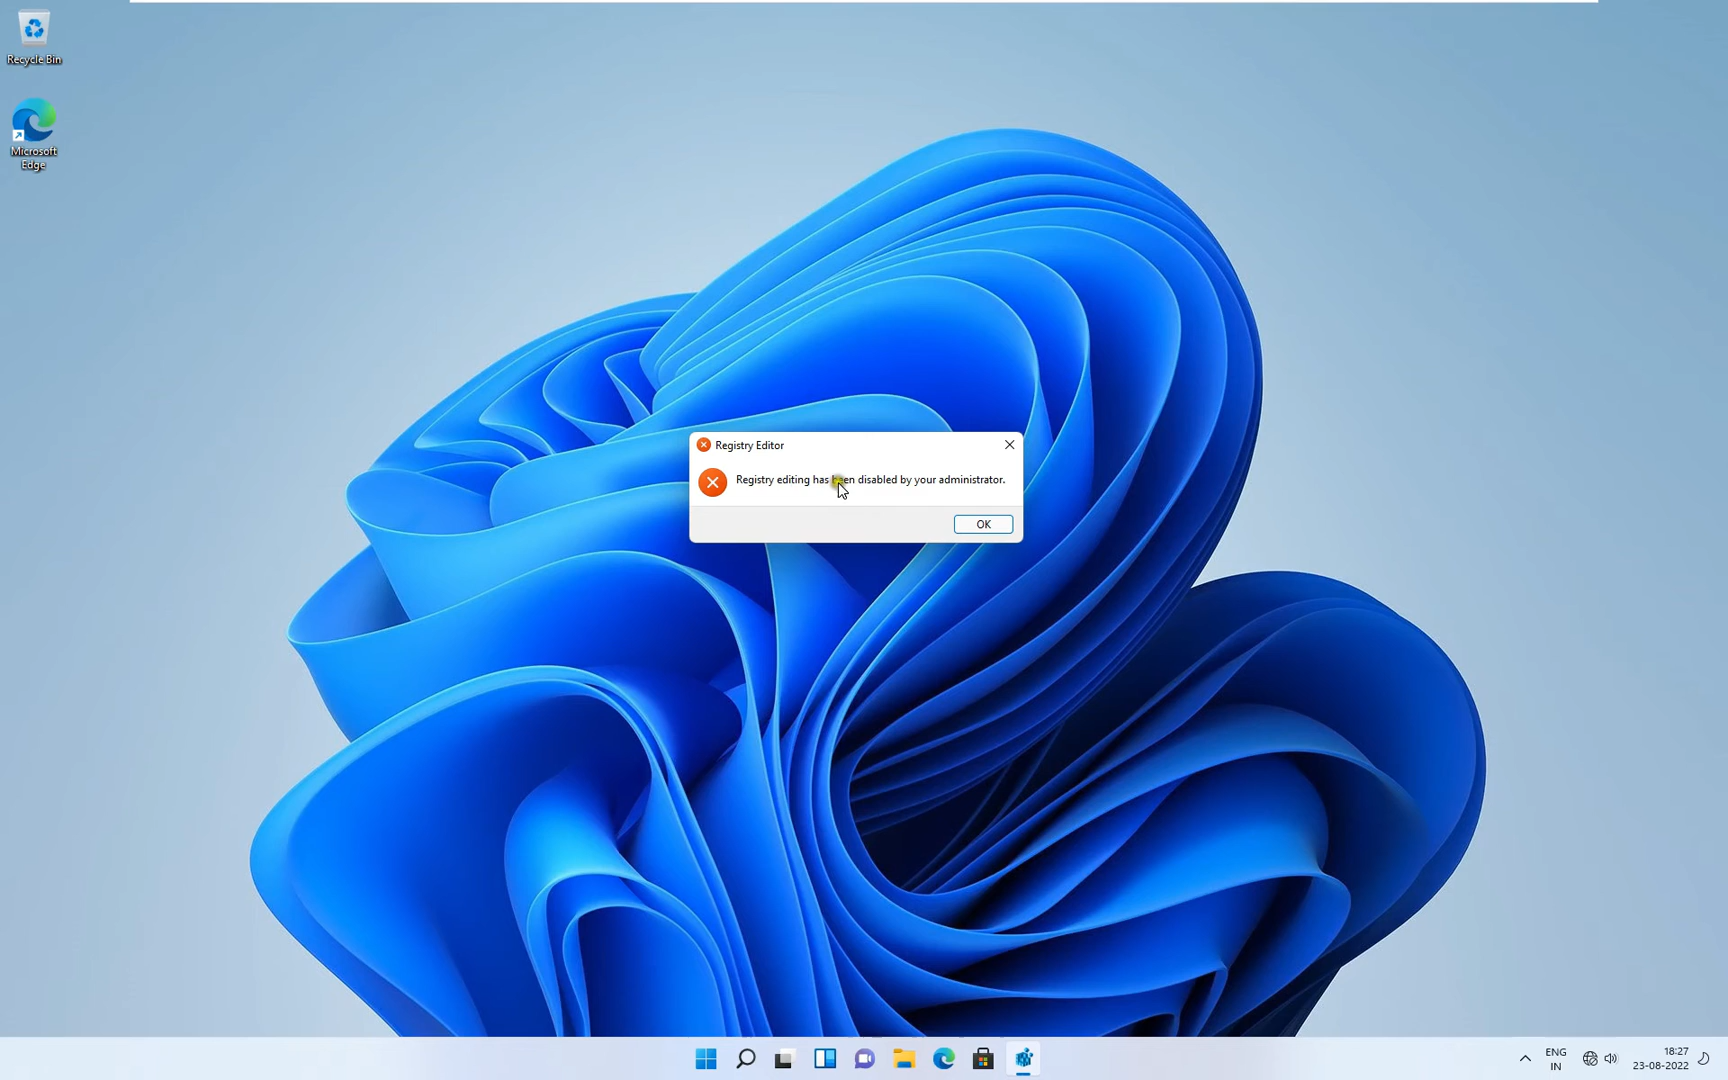 Recycle Bin
Microsoft
Edge
Registry Editor
Registry editing has been disabled by your administrator.
OK
ENG
IN
18:27
23-08-2022